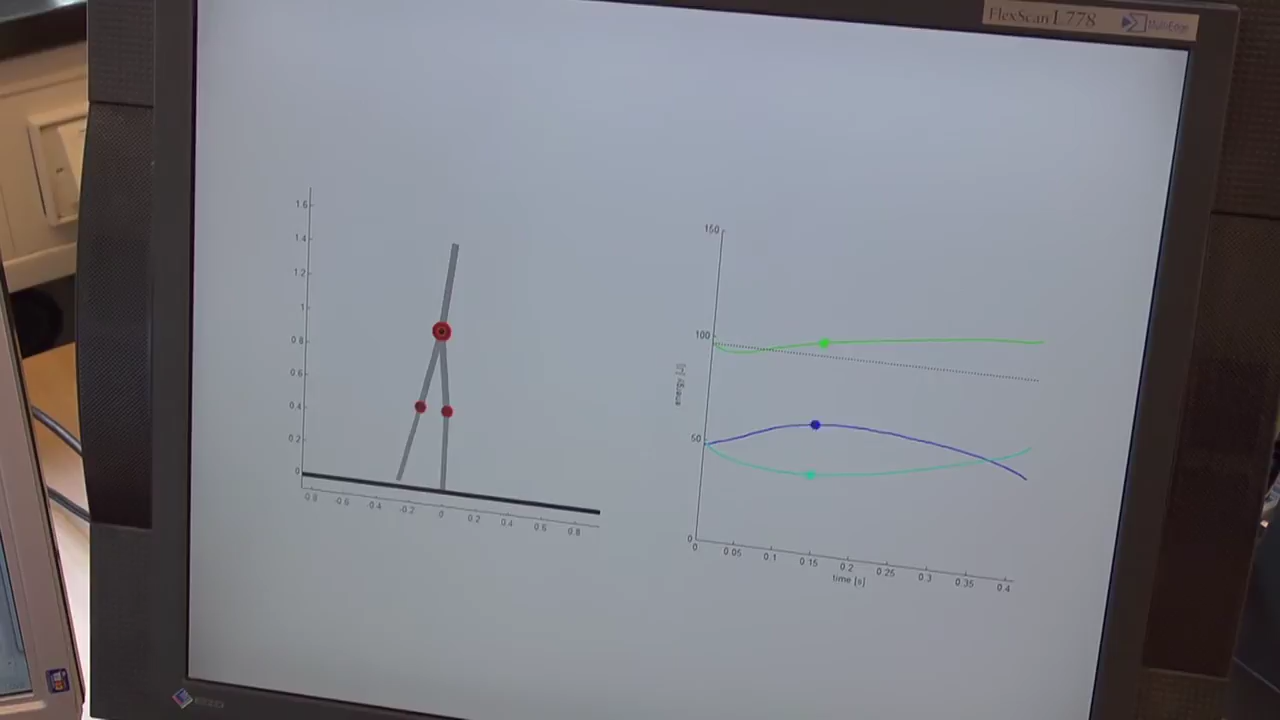 FlexScan L778
MultiEdge
1.6
1.4
1.2
1
0.8
0.6
0.4
0.2
0
0.8 -0.6 -0.4 -0.2 0 0.2 0.4 0.6 0.8
150
100
50
0
energy [J]
0 0.05 0.1 0.15 0.2 0.25 0.3 0.35 0.4
time [s]
EIZO